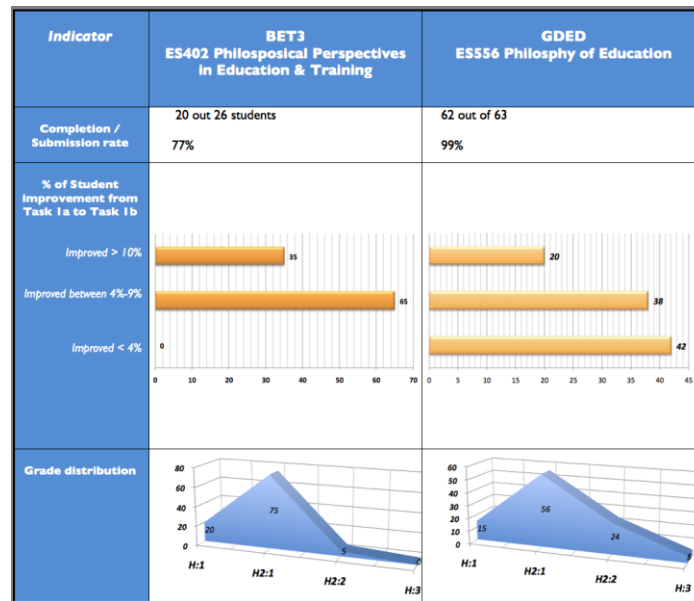 Indicator
BET3
ES402 Philosposical Perspectives
in Education & Training
GDED
ES556 Philosphy of Education
Completion /
Submission rate
20 out 26 students
77%
62 out of 63
99%
% of Student
improvement from
Task 1a to Task 1b
Improved > 10%
Improved between 4%-9%
Improved < 4%
35
65
0
0 10 20 30 40 50 60 70
20
38
42
0 5 10 15 20 25 30 35 40 45
Grade distribution
80
60
40
20
0
20
75
5
0
H:1
H2:1
H2:2
H:3
60
50
40
30
20
10
0
15
56
24
5
H:1
H2:1
H2:2
H:3